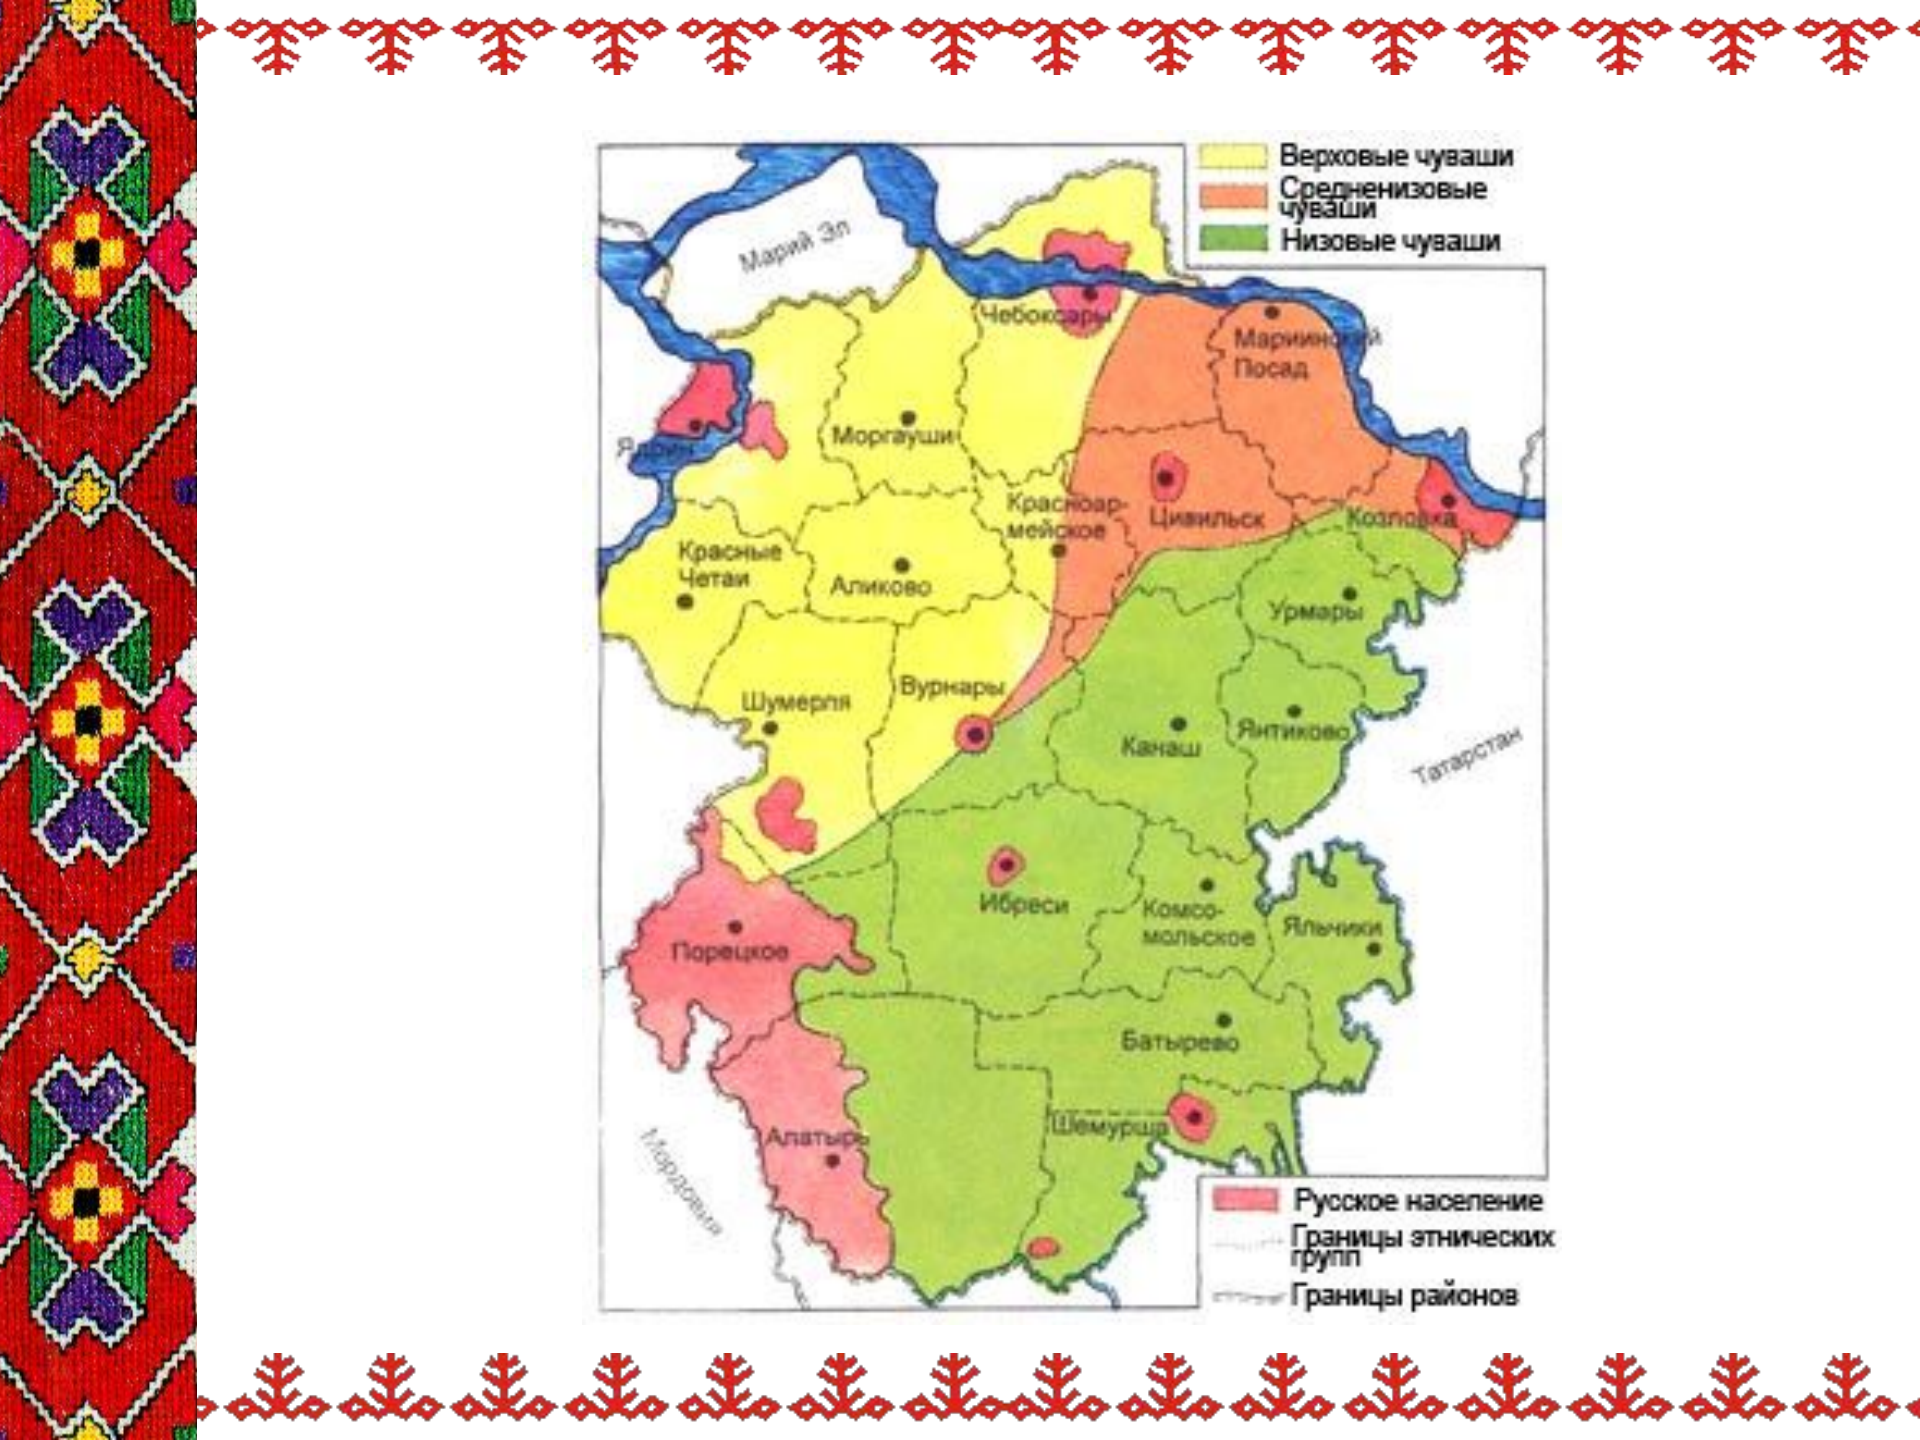 Верховые чуваши
Средненизовые
чуваши
Низовые чуваши
Марий Эл
Чебоксары
Мариинский
Посад
Ядрин
Моргауши
Красноар-
мейское
Цивильск
Козловка
Красные
Четаи
Аликово
Урмары
Шумерля
Вурнары
Канаш
Янтиково
Татарстан
Ибреси
Комсо-
мольское
Яльчики
Порецкое
Батырево
Шемурша
Алатырь
Мордовия
Русское население
Границы этнических
групп
Границы районов